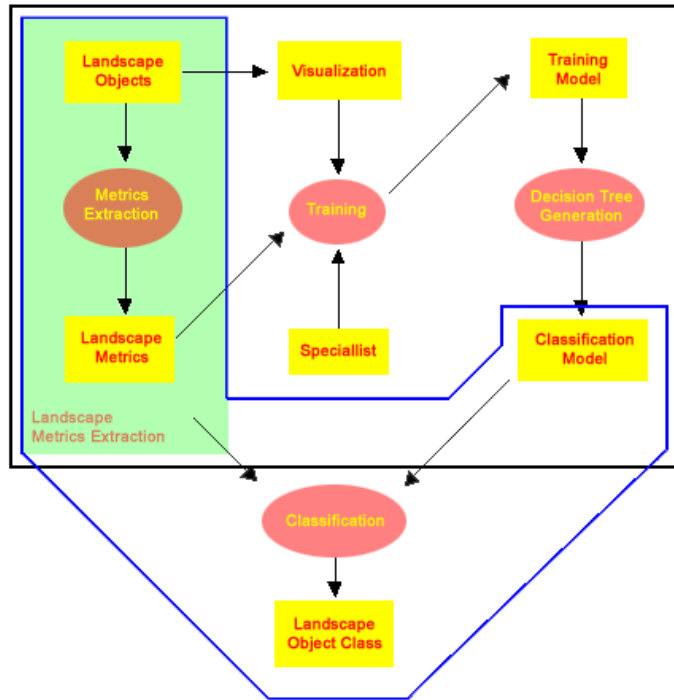 Landscape
Objects
Visualization
Training
Model
Metrics
Extraction
Training
Decision Tree
Generation
Landscape
Metrics
Speciallist
Classification
Model
Landscape
Metrics Extraction
Classification
Landscape
Object Class